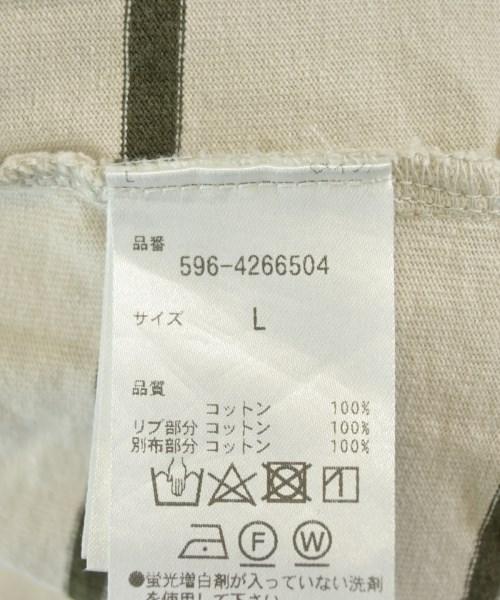 L
品番
596-4266504
サイズ L
品質
コットン 100%
リブ部分 コットン 100%
別布部分 コットン 100%
F W
●蛍光増白剤が入っていない洗剤
を使用して下さい